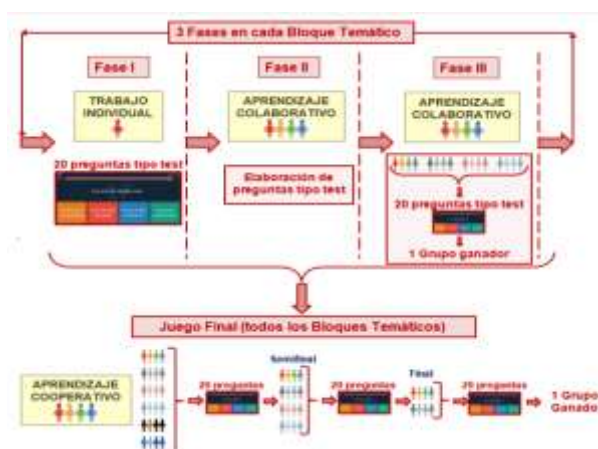 3 Fases en cada Bloque Temático
Fase I
Fase II
Fase III
TRABAJO
INDIVIDUAL
APRENDIZAJE
COLABORATIVO
APRENDIZAJE
COLABORATIVO
20 preguntas tipo test
Elaboración de
preguntas tipo test
20 preguntas tipo test
1 Grupo ganador
Juego Final (todos los Bloques Temáticos)
APRENDIZAJE
COOPERATIVO
20 preguntas
Semifinal
20 preguntas
Final
20 preguntas
1 Grupo
Ganador